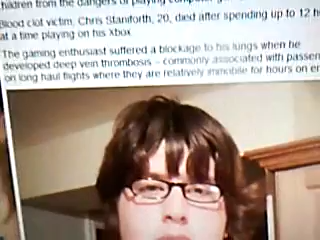 children from the dangers of playing computer
Blood clot victim, Chris Staniforth, 20, died after spending up to 12 h
at a time playing on his Xbox
The gaming enthusiast suffered a blockage to his lungs when he
developed deep vein thrombosis – commonly associated with passen
on long haul flights where they are relatively immobile for hours on en